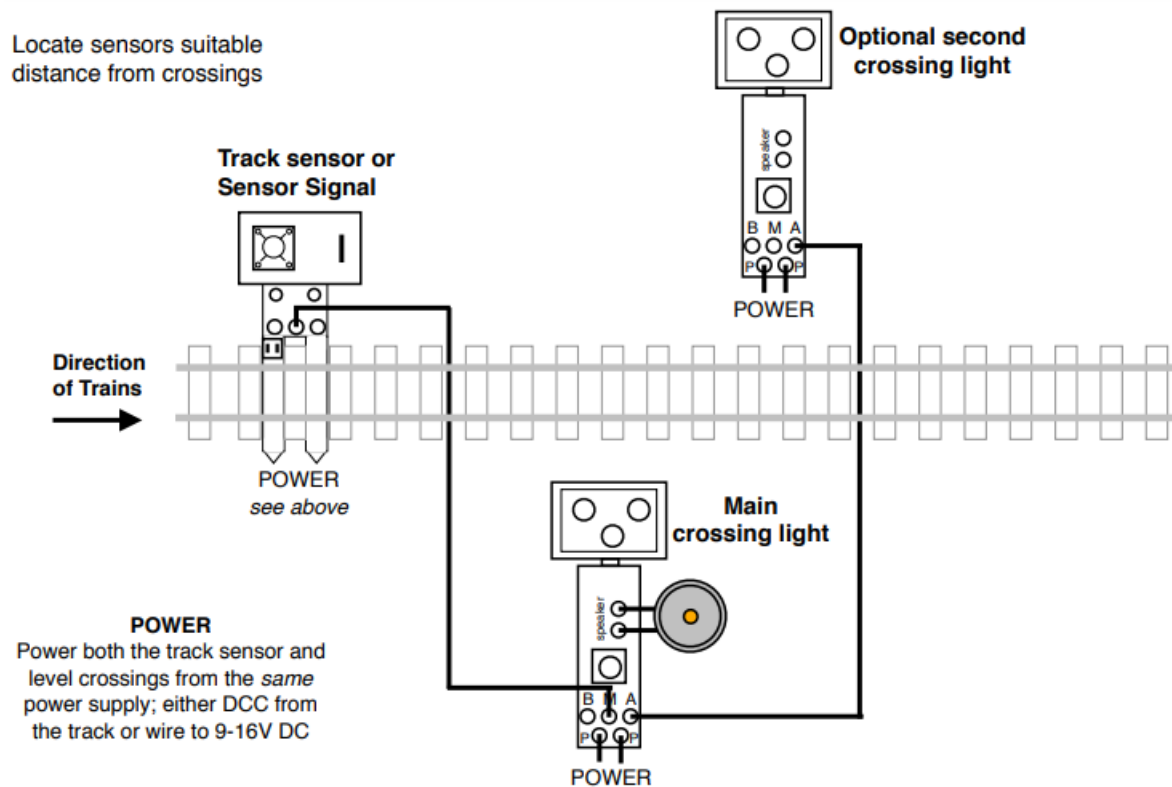 Locate sensors suitable
distance from crossings
Optional second
crossing light
speaker
B M A
P P
POWER
Track sensor or
Sensor Signal
Direction
of Trains
POWER
see above
Main
crossing light
speaker
B M A
P P
POWER
POWER
Power both the track sensor and
level crossings from the same
power supply; either DCC from
the track or wire to 9-16V DC